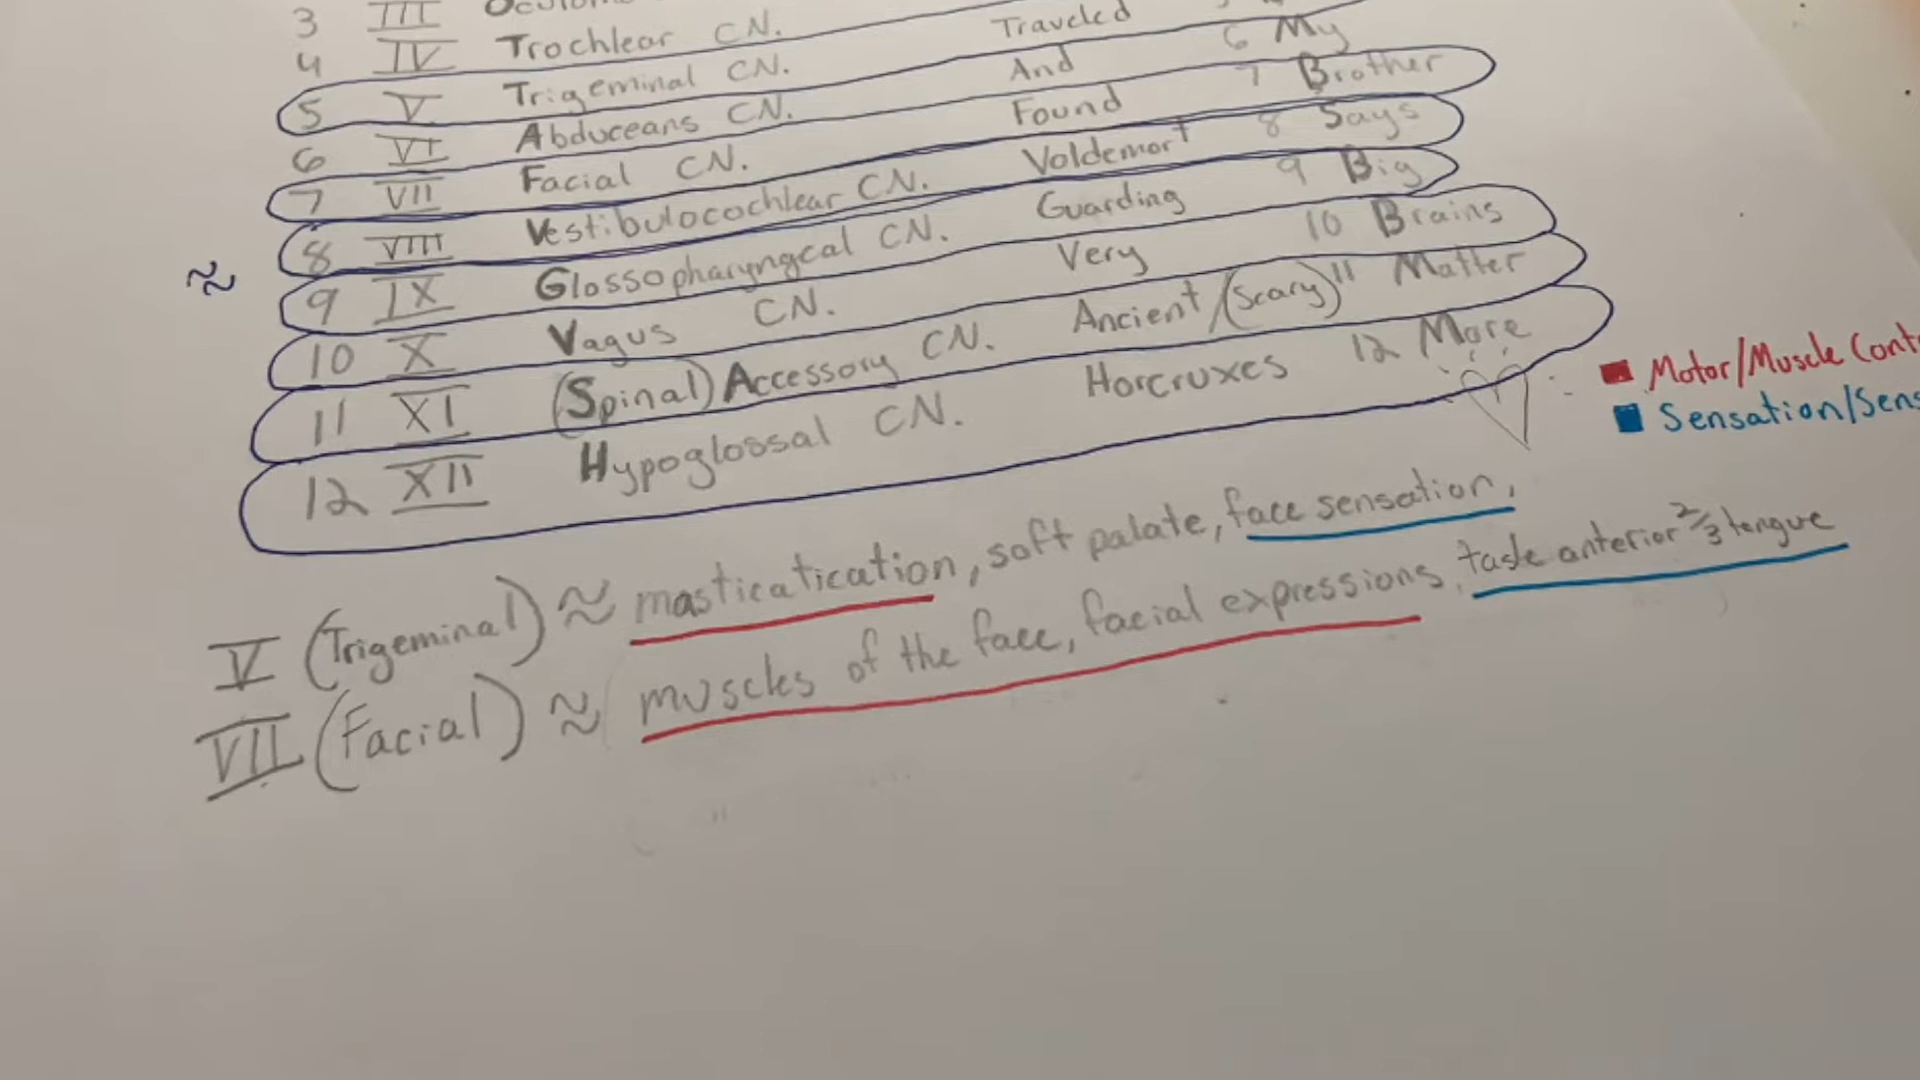 3 III
4 IV Trochlear CN. Traveled
5 V Trigeminal CN. And 6 My
6 VI Abduceans CN. Found 7 Brother
7 VII Facial CN. Voldemort 8 Says
8 VIII Vestibulocochlear CN. Guarding 9 Big
9 IX Glossopharyngeal CN. Very 10 Brains
10 X Vagus CN. Ancient/(Scary) 11 Matter
11 XI (Spinal) Accessory CN. Horcruxes 12 More
12 XII Hypoglossal CN.
Motor/Muscle
Sensation/
≈
V (Trigeminal) ≈ masticatication, soft palate, face sensation,
VII (Facial) ≈ muscles of the face, facial expressions, taste anterior 2/3 tongue